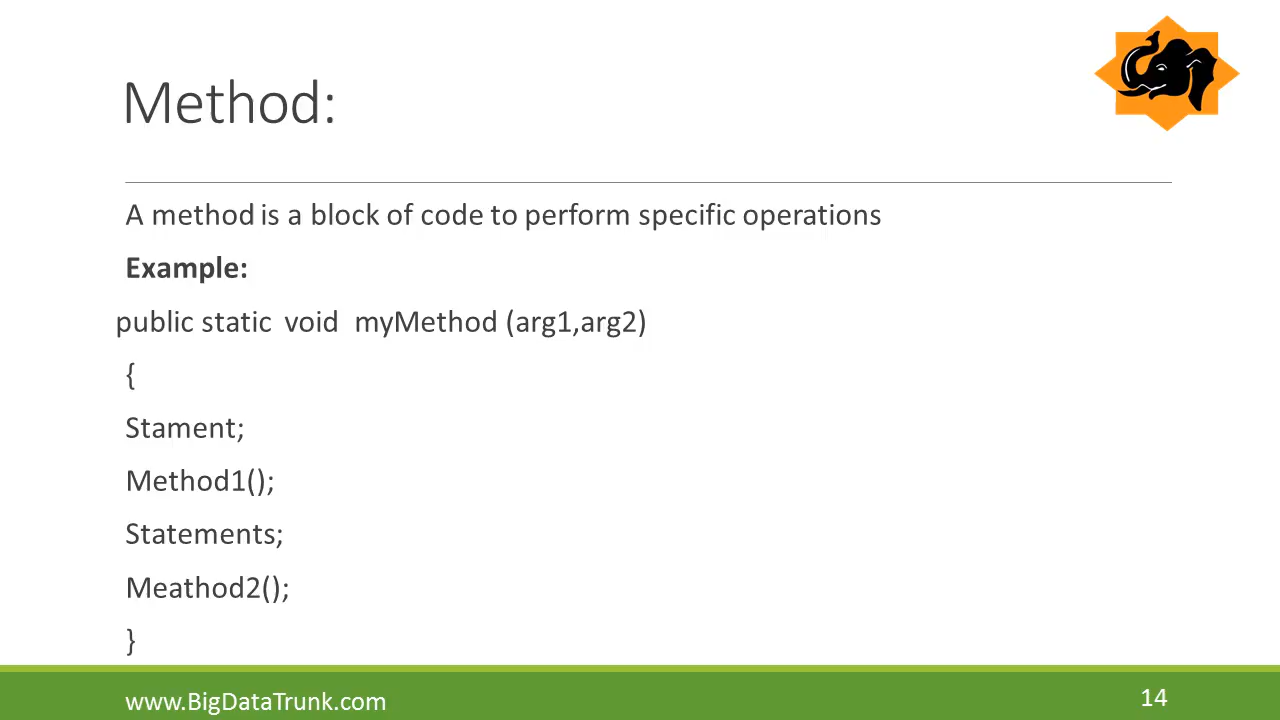 Method:
A method is a block of code to perform specific operations
Example:
public static void myMethod (arg1,arg2)
{
Stament;
Method1();
Statements;
Meathod2();
}
www.BigDataTrunk.com
14